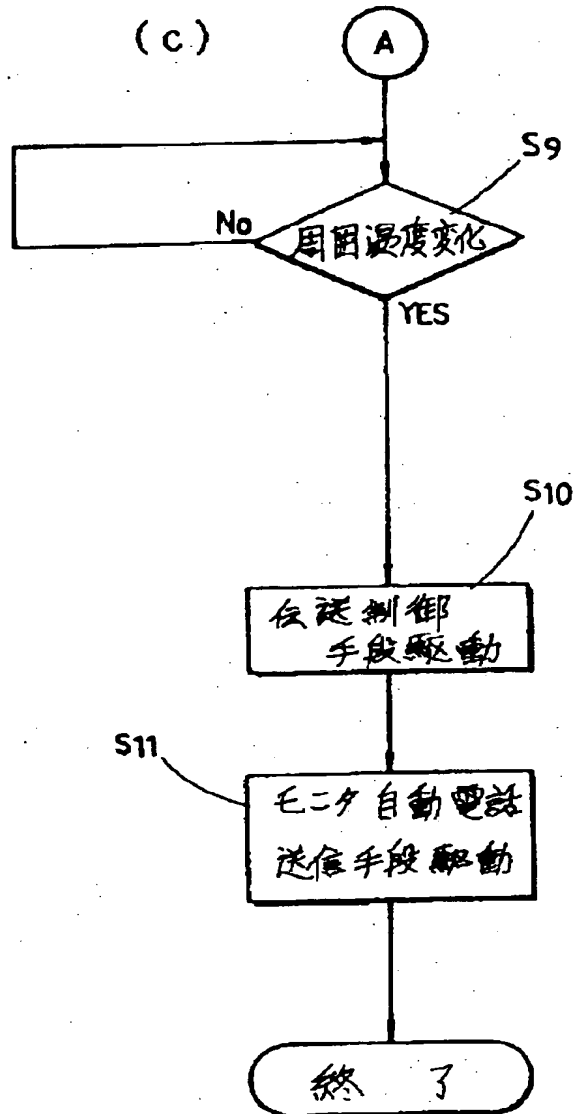 (C)
A
S9
No
周囲温度変化
YES
S10
伝送制御
手段駆動
S11
モニタ自動電話
送信手段駆動
終了